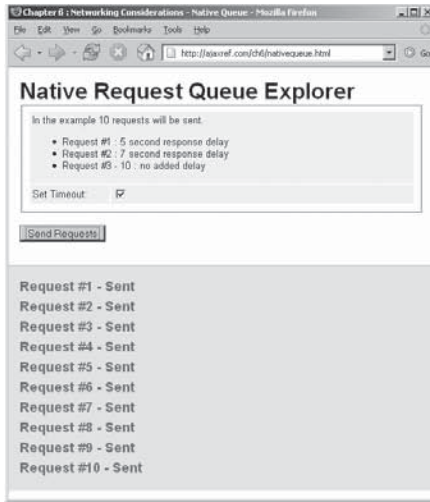 Chapter 6 : Networking Considerations - Native Queue - Mozilla Firefox
File Edit View Go Bookmarks Tools Help
http://ajaxref.com/ch6/nativequeue.html Go
Native Request Queue Explorer
In the example 10 requests will be sent.
• Request #1 : 5 second response delay
• Request #2 : 7 second response delay
• Request #3 - 10 : no added delay
Set Timeout:
Send Requests
Request #1 - Sent
Request #2 - Sent
Request #3 - Sent
Request #4 - Sent
Request #5 - Sent
Request #6 - Sent
Request #7 - Sent
Request #8 - Sent
Request #9 - Sent
Request #10 - Sent